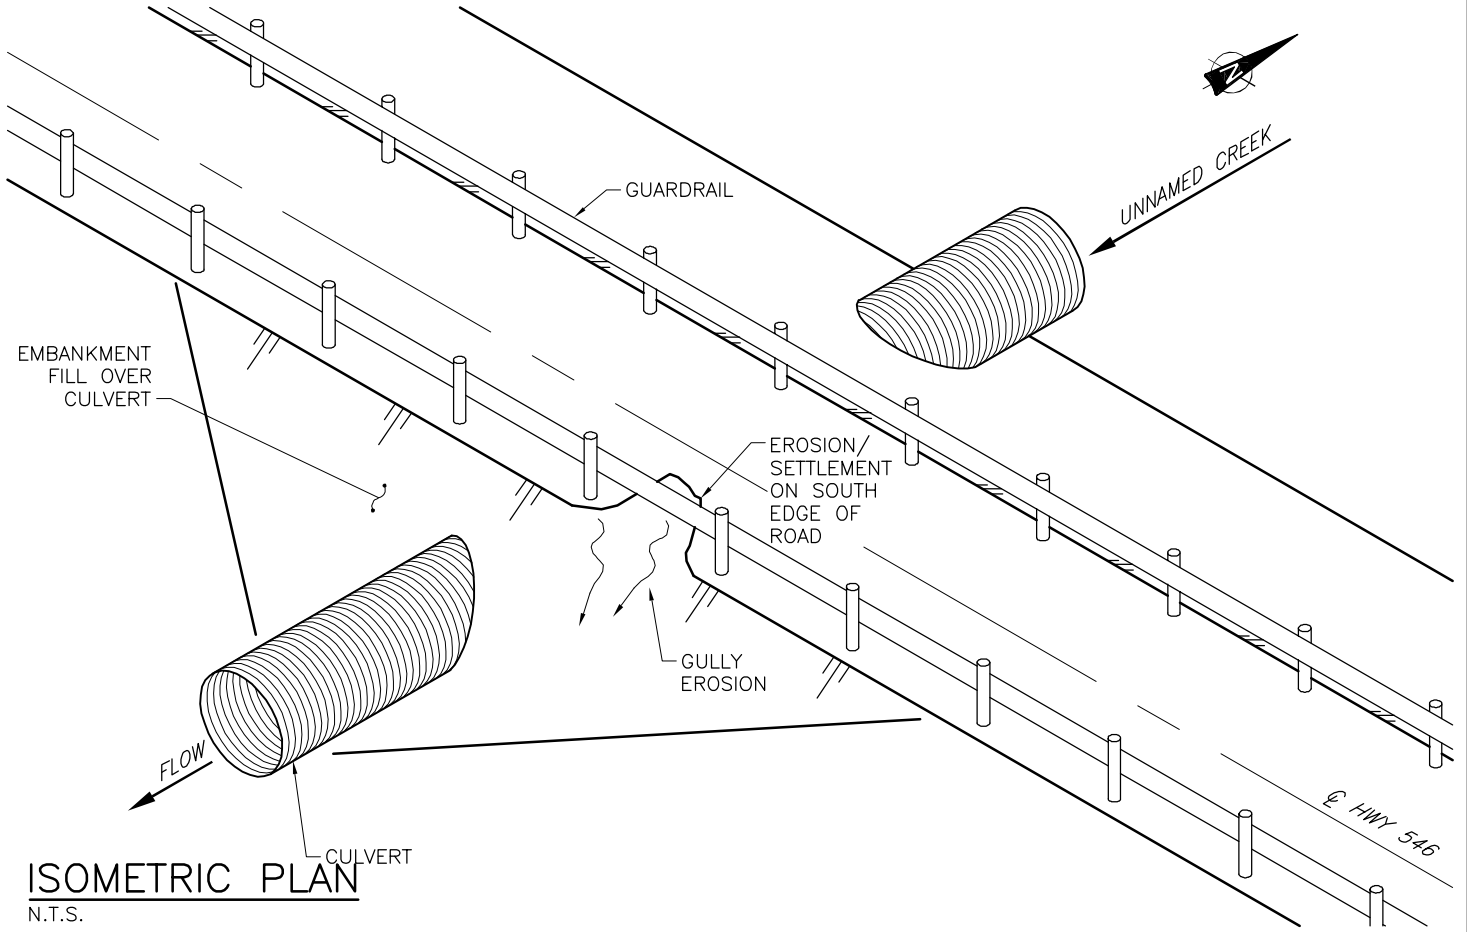 N
UNNAMED CREEK
GUARDRAIL
EMBANKMENT
FILL OVER
CULVERT
EROSION/
SETTLEMENT
ON SOUTH
EDGE OF
ROAD
GULLY
EROSION
FLOW
℄ HWY 546
CULVERT
ISOMETRIC PLAN
N.T.S.